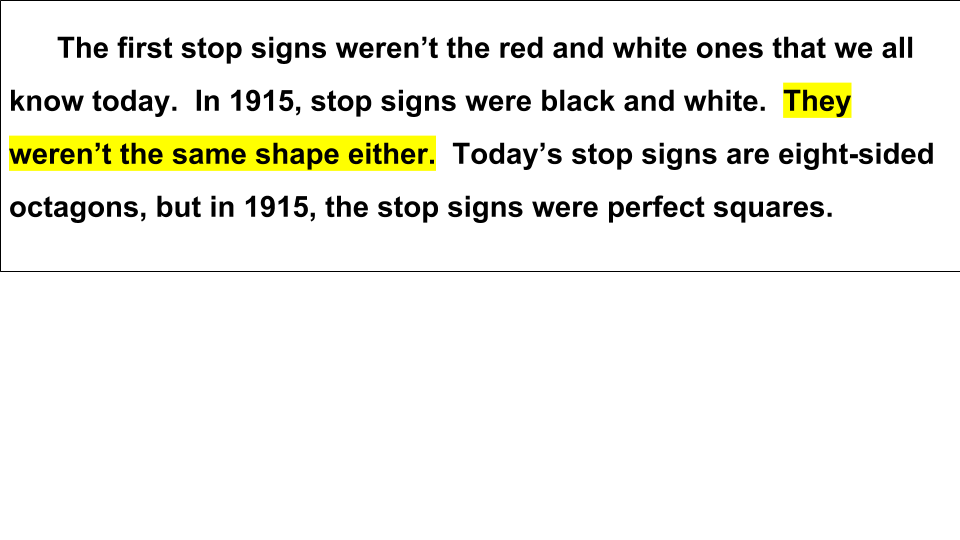 The first stop signs weren’t the red and white ones that we all
know today.  In 1915, stop signs were black and white.  They
weren’t the same shape either.  Today’s stop signs are eight-sided
octagons, but in 1915, the stop signs were perfect squares.